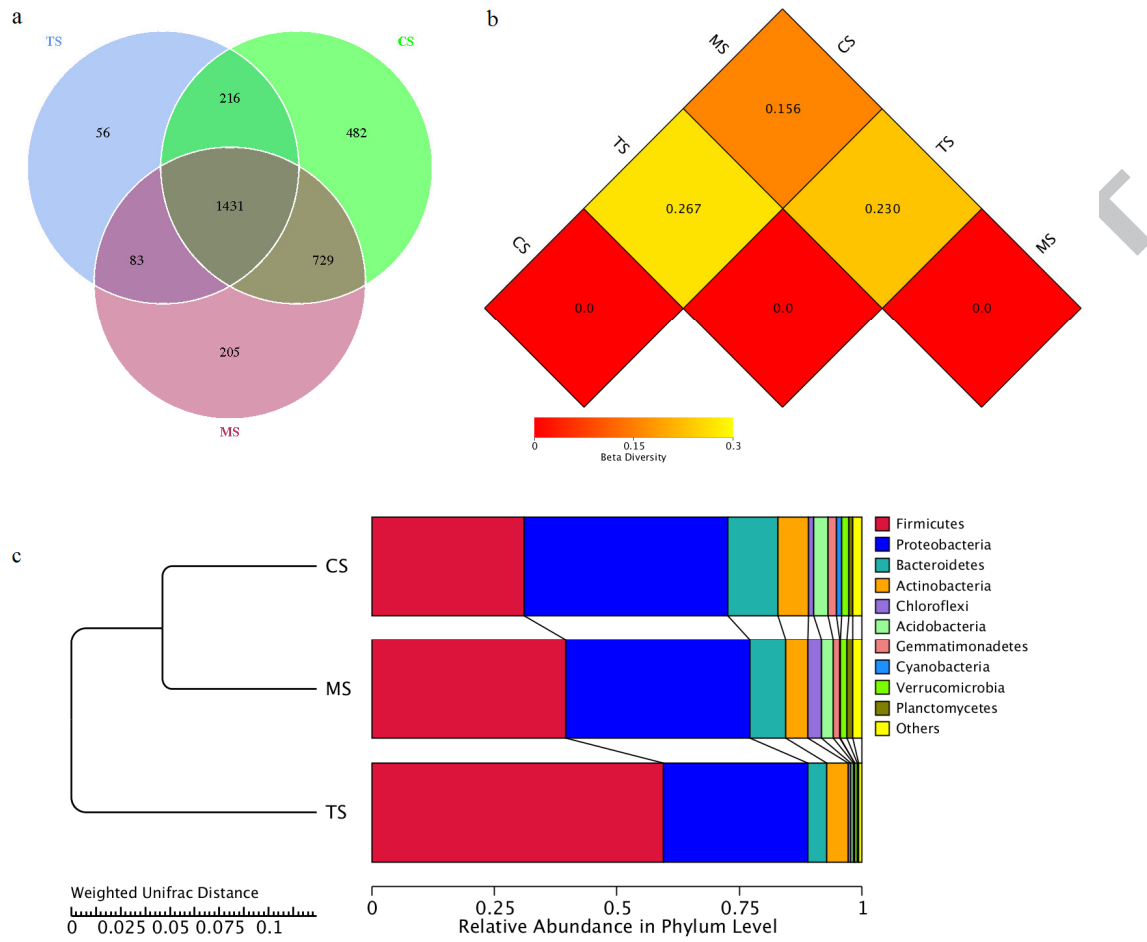 a
TS
CS
216
56
482
1431
83
729
205
MS
b
MS
CS
0.156
TS
TS
0.267
0.230
CS
MS
0.0
0.0
0.0
0
0.15
0.3
Beta Diversity
c
CS
MS
TS
Weighted Unifrac Distance
0 0.025 0.05 0.075 0.1
0 0.25 0.5 0.75 1
Relative Abundance in Phylum Level
Firmicutes
Proteobacteria
Bacteroidetes
Actinobacteria
Chloroflexi
Acidobacteria
Gemmatimonadetes
Cyanobacteria
Verrucomicrobia
Planctomycetes
Others